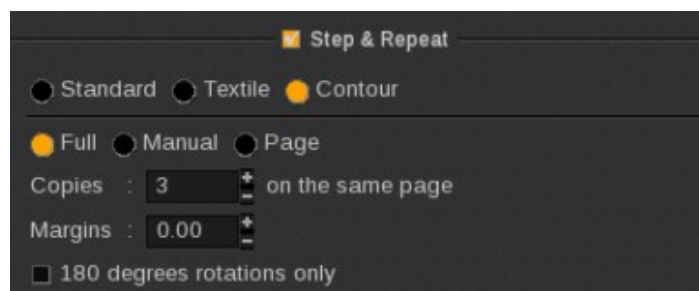 Step & Repeat
Standard Textile Contour
Full Manual Page
Copies : 3 on the same page
Margins : 0.00
180 degrees rotations only